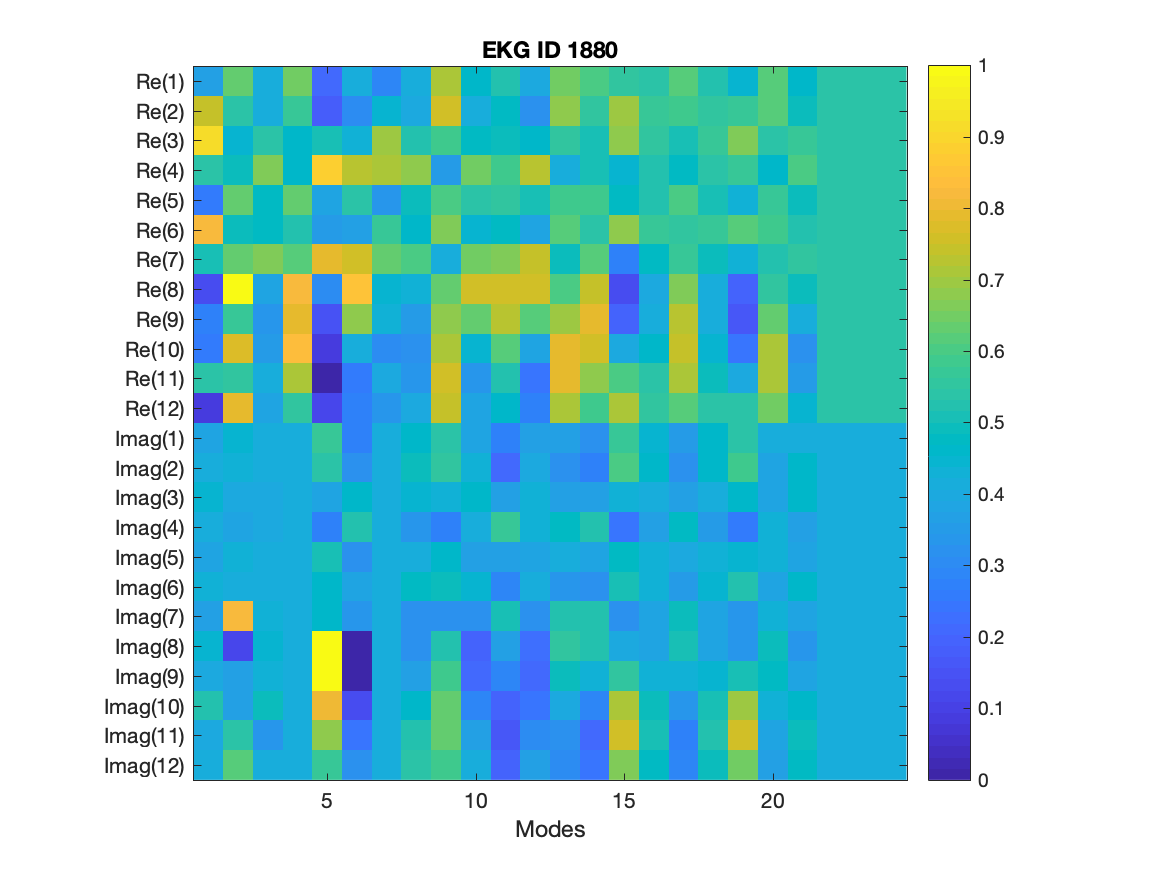 EKG ID 1880
Re(1)
Re(2)
Re(3)
Re(4)
Re(5)
Re(6)
Re(7)
Re(8)
Re(9)
Re(10)
Re(11)
Re(12)
Imag(1)
Imag(2)
Imag(3)
Imag(4)
Imag(5)
Imag(6)
Imag(7)
Imag(8)
Imag(9)
Imag(10)
Imag(11)
Imag(12)
5 10 15 20
Modes
1
0.9
0.8
0.7
0.6
0.5
0.4
0.3
0.2
0.1
0